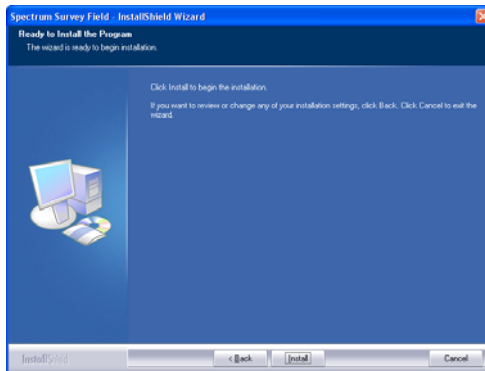 Spectrum Survey Field - InstallShield Wizard
Ready to Install the Program
The wizard is ready to begin installation.
Click Install to begin the installation.
If you want to review or change any of your installation settings, click Back. Click Cancel to exit the
wizard.
InstallShield
< Back
Install
Cancel